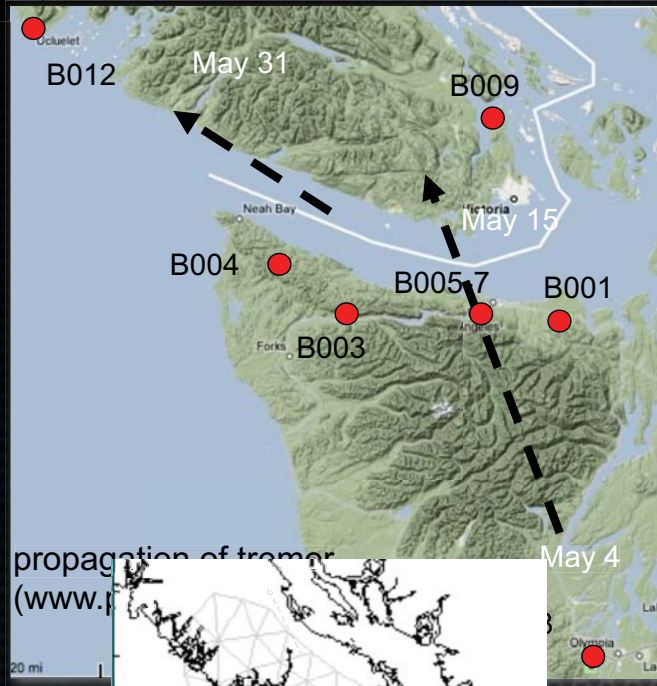 Ucluelet
B012
May 31
B009
Neah Bay
Victoria
May 15
B004
B005-7
B001
Angeles
Forks
B003
propagation of tremor
May 4
(www.p
Olympia
20 mi